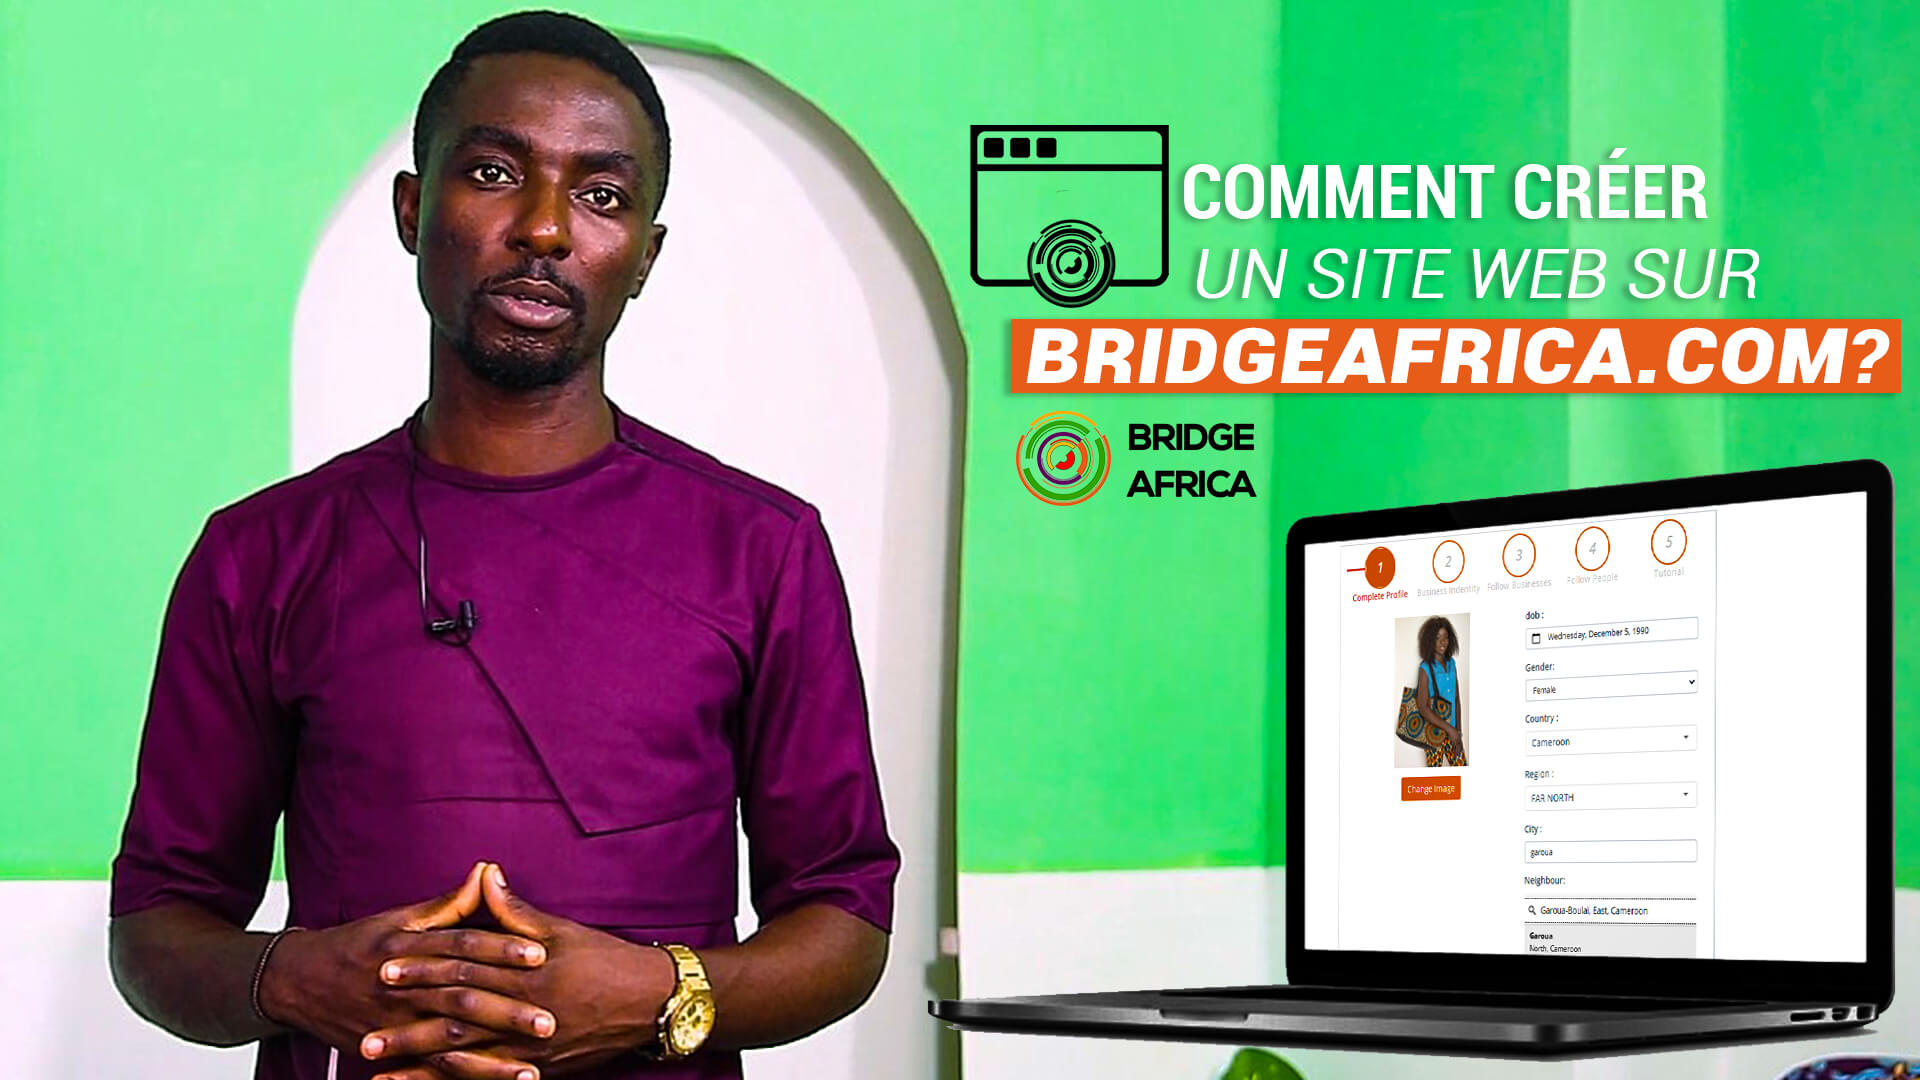 COMMENT CRÉER
UN SITE WEB SUR
BRIDGEAFRICA.COM?
BRIDGE
AFRICA
1
2
3
4
5
Complete Profile
Business Indentity
Follow Businesses
Follow People
Tutorial
dob :
Wednesday, December 5, 1990
Gender:
Female
Country :
Cameroon
Region :
FAR NORTH
City :
garoua
Neighbour:
Garoua-Boulaï, East, Cameroon
Garoua
North, Cameroon
Change Image